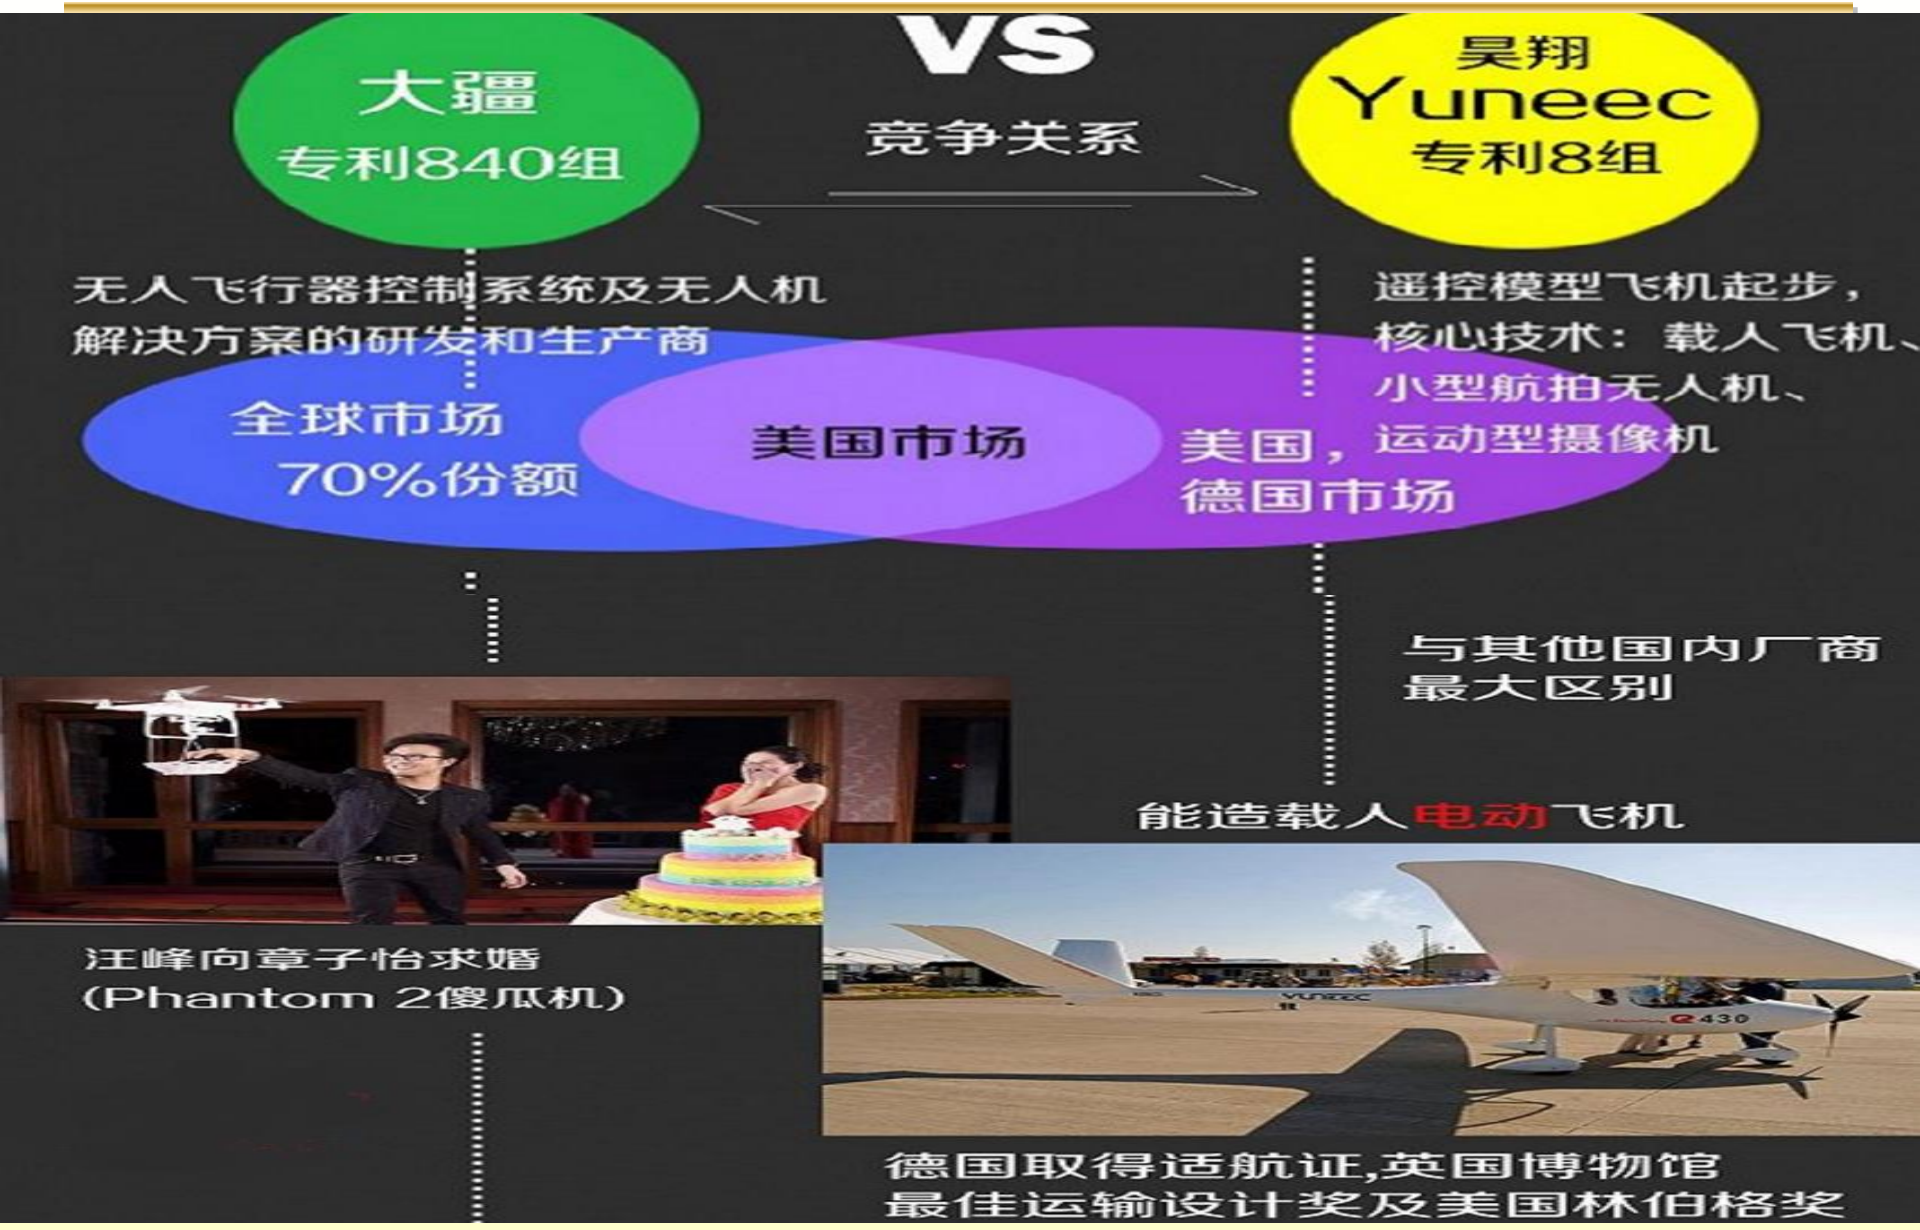 大疆
专利840组
VS
竞争关系
昊翔
Yuneec
专利8组
无人飞行器控制系统及无人机
解决方案的研发和生产商
遥控模型飞机起步，
核心技术：载人飞机、
小型航拍无人机、
运动型摄像机
全球市场
70%份额
美国市场
美国，
德国市场
与其他国内厂商
最大区别
能造载人电动飞机
汪峰向章子怡求婚
(Phantom 2傻瓜机)
YUNEEC
e430
德国取得适航证,英国博物馆
最佳运输设计奖及美国林伯格奖